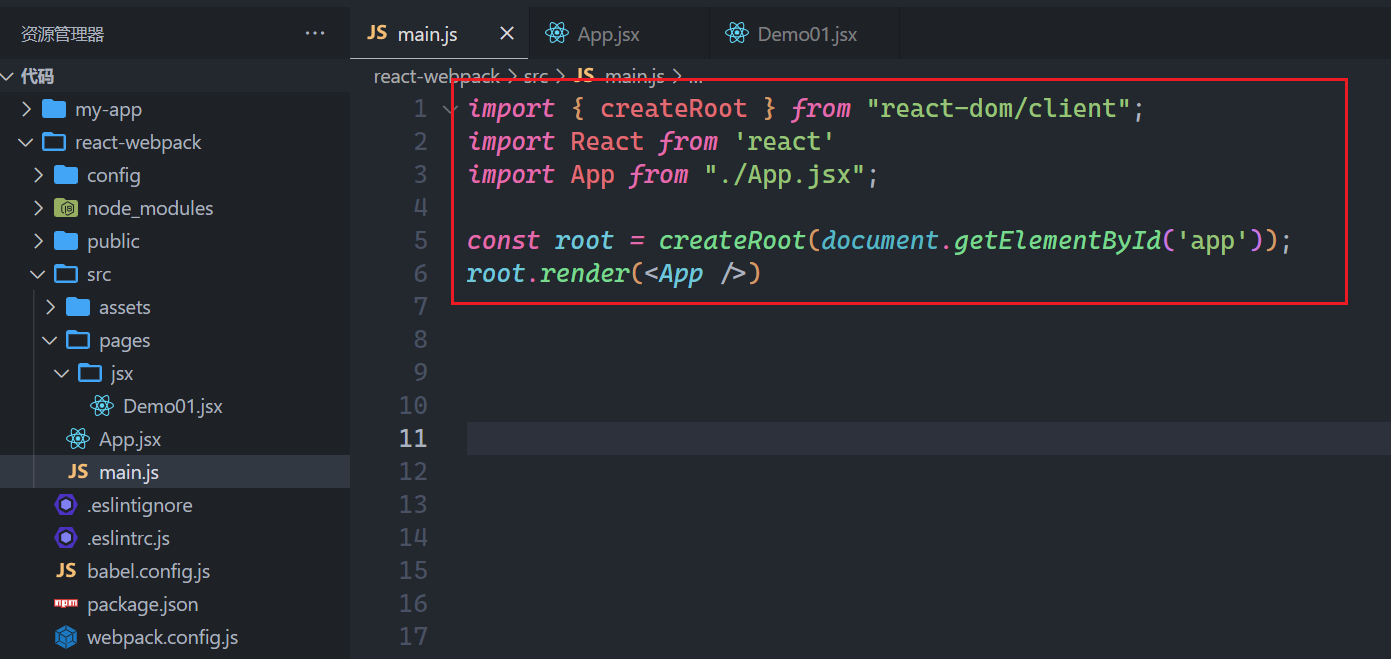 资源管理器 ···
代码
my-app
react-webpack
config
node_modules
public
src
assets
pages
jsx
Demo01.jsx
App.jsx
JS main.js
.eslintignore
.eslintrc.js
JS babel.config.js
npm package.json
webpack.config.js
JS main.js App.jsx Demo01.jsx
react-webpack > src > JS main.js > ...
1 import { createRoot } from "react-dom/client";
2 import React from 'react'
3 import App from "./App.jsx";
4
5 const root = createRoot(document.getElementById('app'));
6 root.render(<App />)
7
8
9
10
11
12
13
14
15
16
17